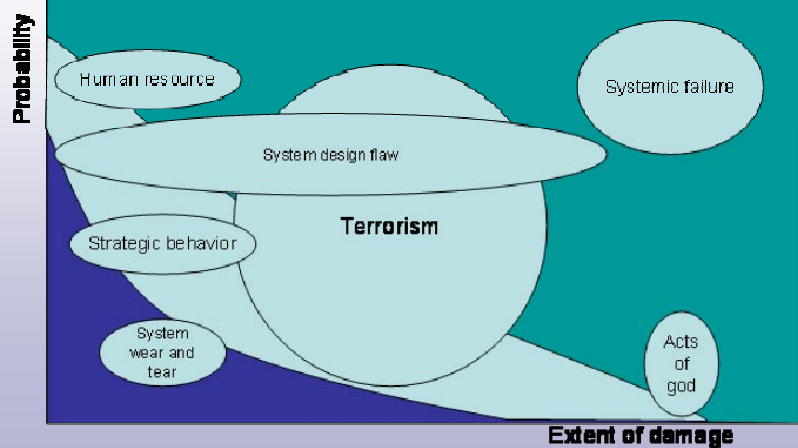 Probability
Human resource
Systemic failure
System design flaw
Terrorism
Strategic behavior
System
wear and
tear
Acts
of
god
Extent of damage